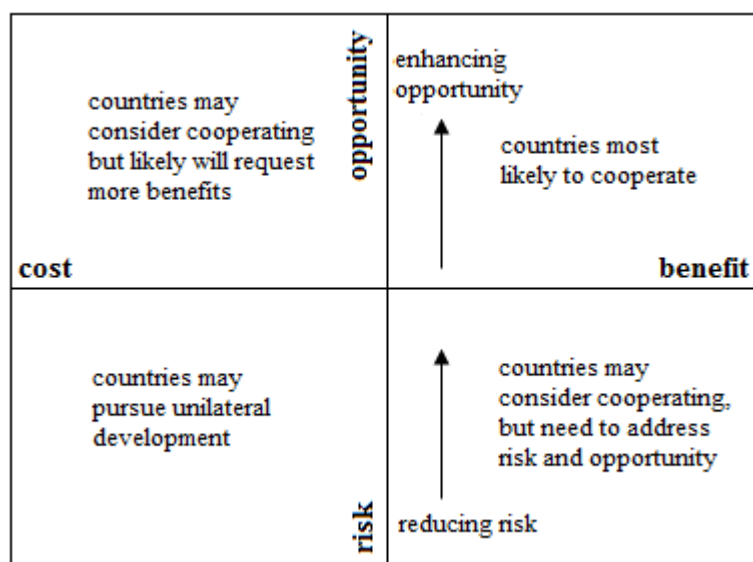 countries may
consider cooperating
but likely will request
more benefits
opportunity
enhancing
opportunity
countries most
likely to cooperate
cost
benefit
countries may
pursue unilateral
development
risk
countries may
consider cooperating,
but need to address
risk and opportunity
reducing risk